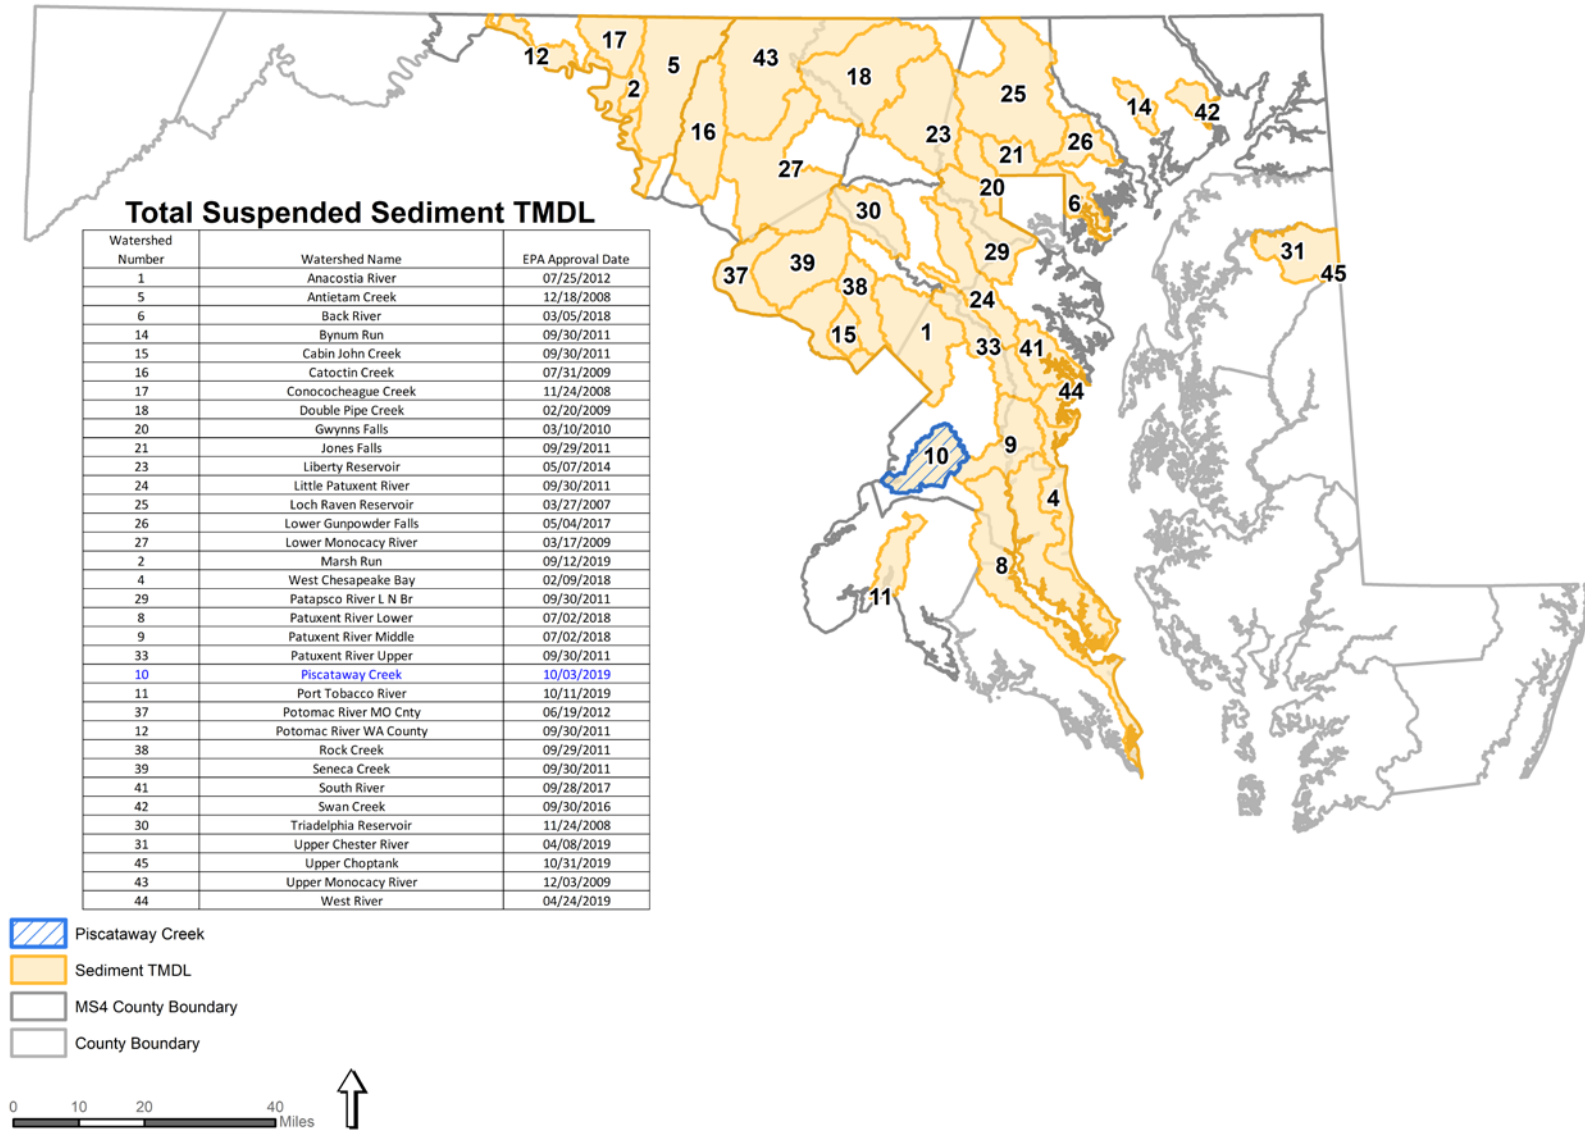 17
12
5
43
2
18
25
14
42
16
23
26
21
27
20
6
30
29
31
45
39
37
38
24
1
15
33
41
44
9
10
4
8
11
Total Suspended Sediment TMDL
Watershed Number Watershed Name EPA Approval Date
1 Anacostia River 07/25/2012
5 Antietam Creek 12/18/2008
6 Back River 03/05/2018
14 Bynum Run 09/30/2011
15 Cabin John Creek 09/30/2011
16 Catoctin Creek 07/31/2009
17 Conococheague Creek 11/24/2008
18 Double Pipe Creek 02/20/2009
20 Gwynns Falls 03/10/2010
21 Jones Falls 09/29/2011
23 Liberty Reservoir 05/07/2014
24 Little Patuxent River 09/30/2011
25 Loch Raven Reservoir 03/27/2007
26 Lower Gunpowder Falls 05/04/2017
27 Lower Monocacy River 03/17/2009
2 Marsh Run 09/12/2019
4 West Chesapeake Bay 02/09/2018
29 Patapsco River L N Br 09/30/2011
8 Patuxent River Lower 07/02/2018
9 Patuxent River Middle 07/02/2018
33 Patuxent River Upper 09/30/2011
10 Piscataway Creek 10/03/2019
11 Port Tobacco River 10/11/2019
37 Potomac River MO Cnty 06/19/2012
12 Potomac River WA County 09/30/2011
38 Rock Creek 09/29/2011
39 Seneca Creek 09/30/2011
41 South River 09/28/2017
42 Swan Creek 09/30/2016
30 Triadelphia Reservoir 11/24/2008
31 Upper Chester River 04/08/2019
45 Upper Choptank 10/31/2019
43 Upper Monocacy River 12/03/2009
44 West River 04/24/2019
Piscataway Creek
Sediment TMDL
MS4 County Boundary
County Boundary
0 10 20 40
Miles